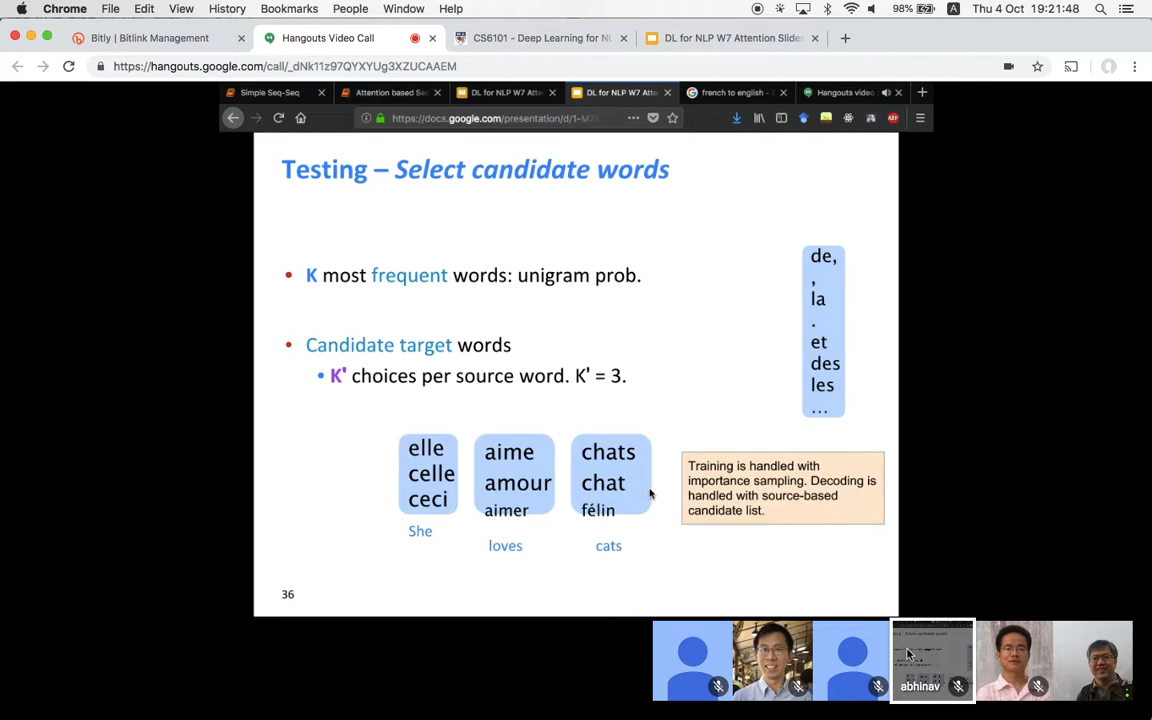 Chrome File Edit View History Bookmarks People Window Help 98% A Thu 4 Oct 19:21:48
Bitly | Bitlink Management Hangouts Video Call CS6101 - Deep Learning for NL DL for NLP W7 Attention Slides
https://hangouts.google.com/call/_dNk11z97QYXYUg3XZUCAAEM
Simple Seq-Seq Attention based Se DL for NLP W7 Atte DL for NLP W7 Atte french to english - Hangouts video
https://docs.google.com/presentation/d/1-M7 ABP
Testing – Select candidate words
• K most frequent words: unigram prob.
• Candidate target words
• K' choices per source word. K' = 3.
de,
,
la
.
et
des
les
...
elle
celle
ceci
She
aime
amour
aimer
loves
chats
chat
félin
cats
Training is handled with
importance sampling. Decoding is
handled with source-based
candidate list.
36
abhinav